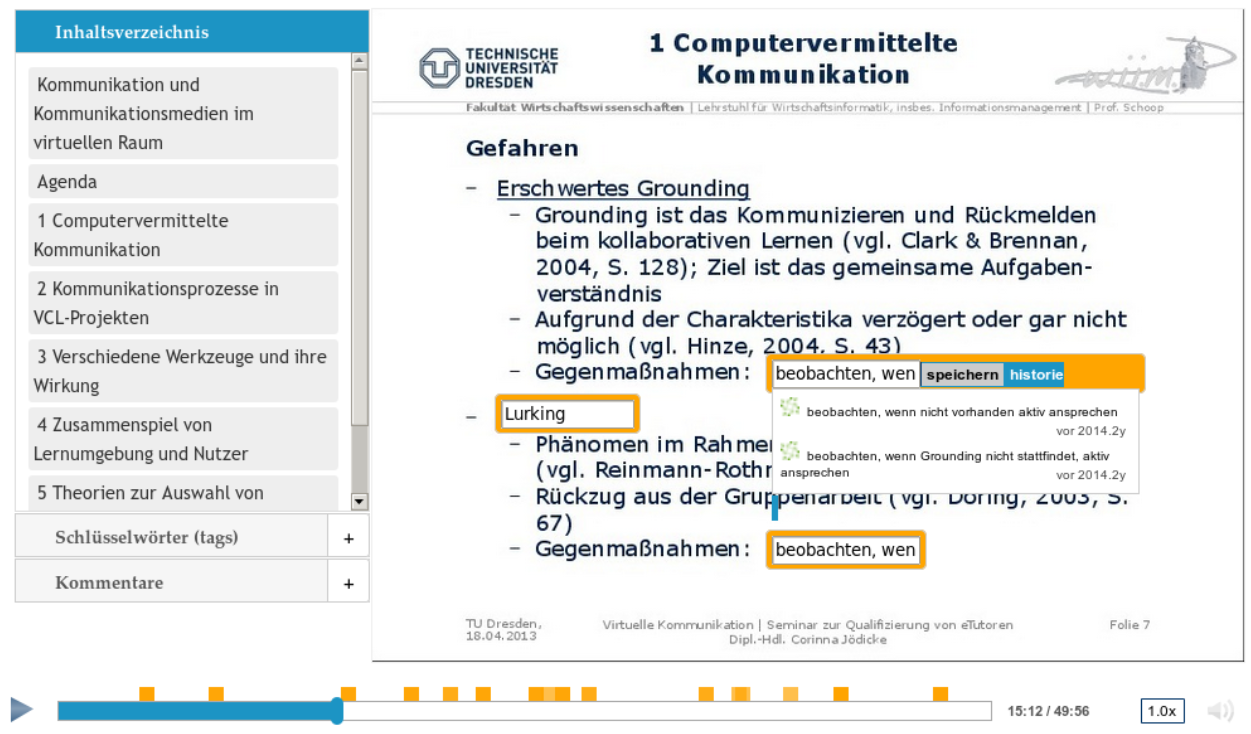 Inhaltsverzeichnis
Kommunikation und
Kommunikationsmedien im
virtuellen Raum
Agenda
1 Computervermittelte
Kommunikation
2 Kommunikationsprozesse in
VCL-Projekten
3 Verschiedene Werkzeuge und ihre
Wirkung
4 Zusammenspiel von
Lernumgebung und Nutzer
5 Theorien zur Auswahl von
Schlüsselwörter (tags)
+
Kommentare
+
TECHNISCHE
UNIVERSITÄT
DRESDEN
1 Computervermittelte
Kommunikation
wiim
Fakultät Wirtschaftswissenschaften | Lehrstuhl für Wirtschaftsinformatik, insbes. Informationsmanagement | Prof. Schoop
Gefahren
– Erschwertes Grounding
– Grounding ist das Kommunizieren und Rückmelden
beim kollaborativen Lernen (vgl. Clark & Brennan,
2004, S. 128); Ziel ist das gemeinsame Aufgaben-
verständnis
– Aufgrund der Charakteristika verzögert oder gar nicht
möglich (vgl. Hinze, 2004, S. 43)
– Gegenmaßnahmen: beobachten, wen speichern historie
beobachten, wenn nicht vorhanden aktiv ansprechen
vor 2014.2y
beobachten, wenn Grounding nicht stattfindet, aktiv
ansprechen vor 2014.2y
– Lurking
– Phänomen im Rahme
(vgl. Reinmann-Roth
– Rückzug aus der Gruppenarbeit (vgl. Döring, 2003, S.
67)
– Gegenmaßnahmen: beobachten, wen
TU Dresden,
18.04.2013
Virtuelle Kommunikation | Seminar zur Qualifizierung von eTutoren
Dipl.-Hdl. Corinna Jödicke
Folie 7
15:12 / 49:56
1.0x